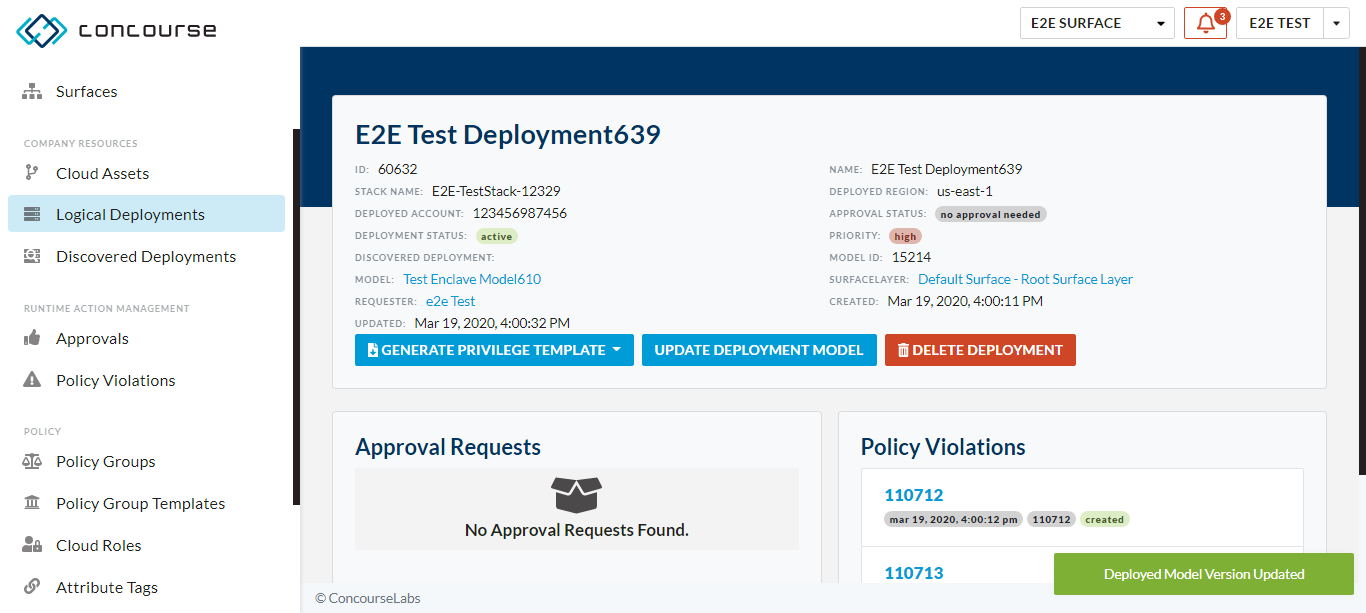 concourse
E2E SURFACE
3
E2E TEST
Surfaces
COMPANY RESOURCES
Cloud Assets
Logical Deployments
Discovered Deployments
RUNTIME ACTION MANAGEMENT
Approvals
Policy Violations
POLICY
Policy Groups
Policy Group Templates
Cloud Roles
Attribute Tags
E2E Test Deployment639
ID: 60632
NAME: E2E Test Deployment639
STACK NAME: E2E-TestStack-12329
DEPLOYED REGION: us-east-1
DEPLOYED ACCOUNT: 123456987456
APPROVAL STATUS: no approval needed
DEPLOYMENT STATUS: active
PRIORITY: high
DISCOVERED DEPLOYMENT:
MODEL ID: 15214
MODEL: Test Enclave Model610
SURFACELAYER: Default Surface - Root Surface Layer
REQUESTER: e2e Test
CREATED: Mar 19, 2020, 4:00:11 PM
UPDATED: Mar 19, 2020, 4:00:32 PM
GENERATE PRIVILEGE TEMPLATE
UPDATE DEPLOYMENT MODEL
DELETE DEPLOYMENT
Approval Requests
No Approval Requests Found.
Policy Violations
110712
mar 19, 2020, 4:00:12 pm 110712 created
110713
Deployed Model Version Updated
© ConcourseLabs